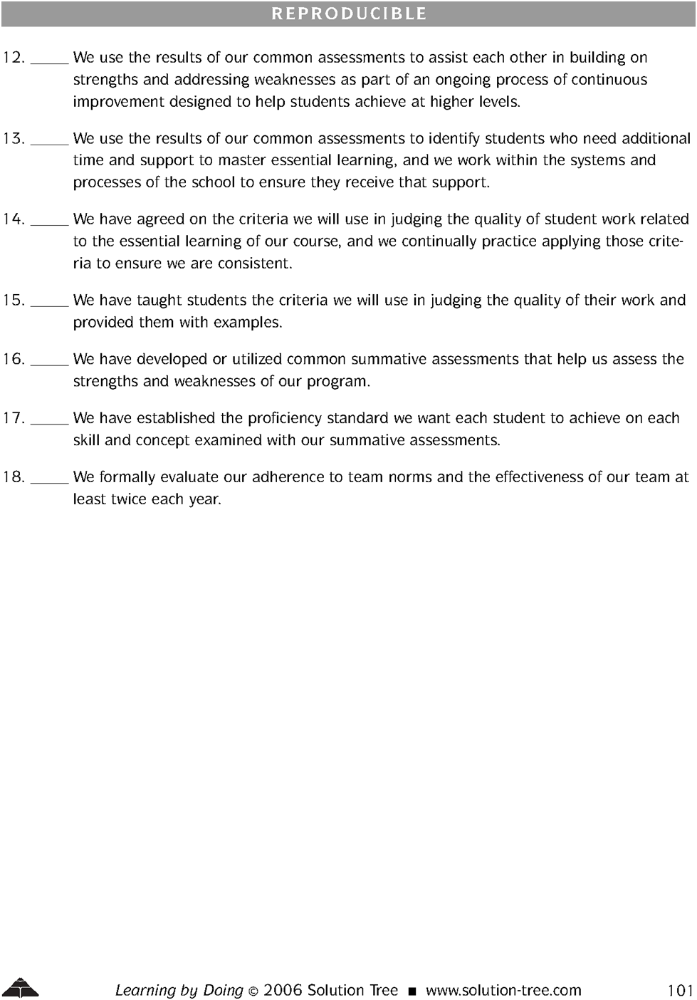 REPRODUCIBLE
12. _____ We use the results of our common assessments to assist each other in building on
strengths and addressing weaknesses as part of an ongoing process of continuous
improvement designed to help students achieve at higher levels.
13. _____ We use the results of our common assessments to identify students who need additional
time and support to master essential learning, and we work within the systems and
processes of the school to ensure they receive that support.
14. _____ We have agreed on the criteria we will use in judging the quality of student work related
to the essential learning of our course, and we continually practice applying those crite-
ria to ensure we are consistent.
15. _____ We have taught students the criteria we will use in judging the quality of their work and
provided them with examples.
16. _____ We have developed or utilized common summative assessments that help us assess the
strengths and weaknesses of our program.
17. _____ We have established the proficiency standard we want each student to achieve on each
skill and concept examined with our summative assessments.
18. _____ We formally evaluate our adherence to team norms and the effectiveness of our team at
least twice each year.
Learning by Doing © 2006 Solution Tree ■ www.solution-tree.com 101